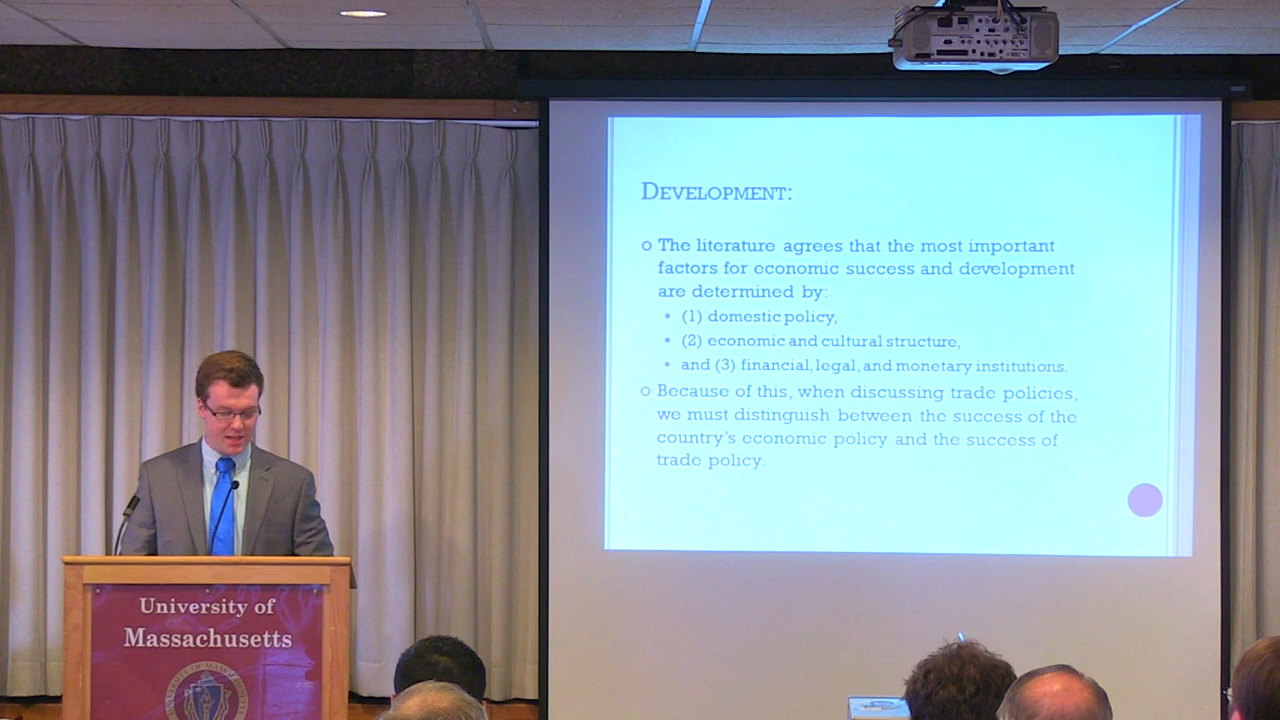 DEVELOPMENT:
The literature agrees that the most important
factors for economic success and development
are determined by:
(1) domestic policy,
(2) economic and cultural structure,
and (3) financial, legal, and monetary institutions.
Because of this, when discussing trade policies,
we must distinguish between the success of the
country's economic policy and the success of
trade policy.
University of
Massachusetts
UNIVERSITY OF MASSACHUSETTS